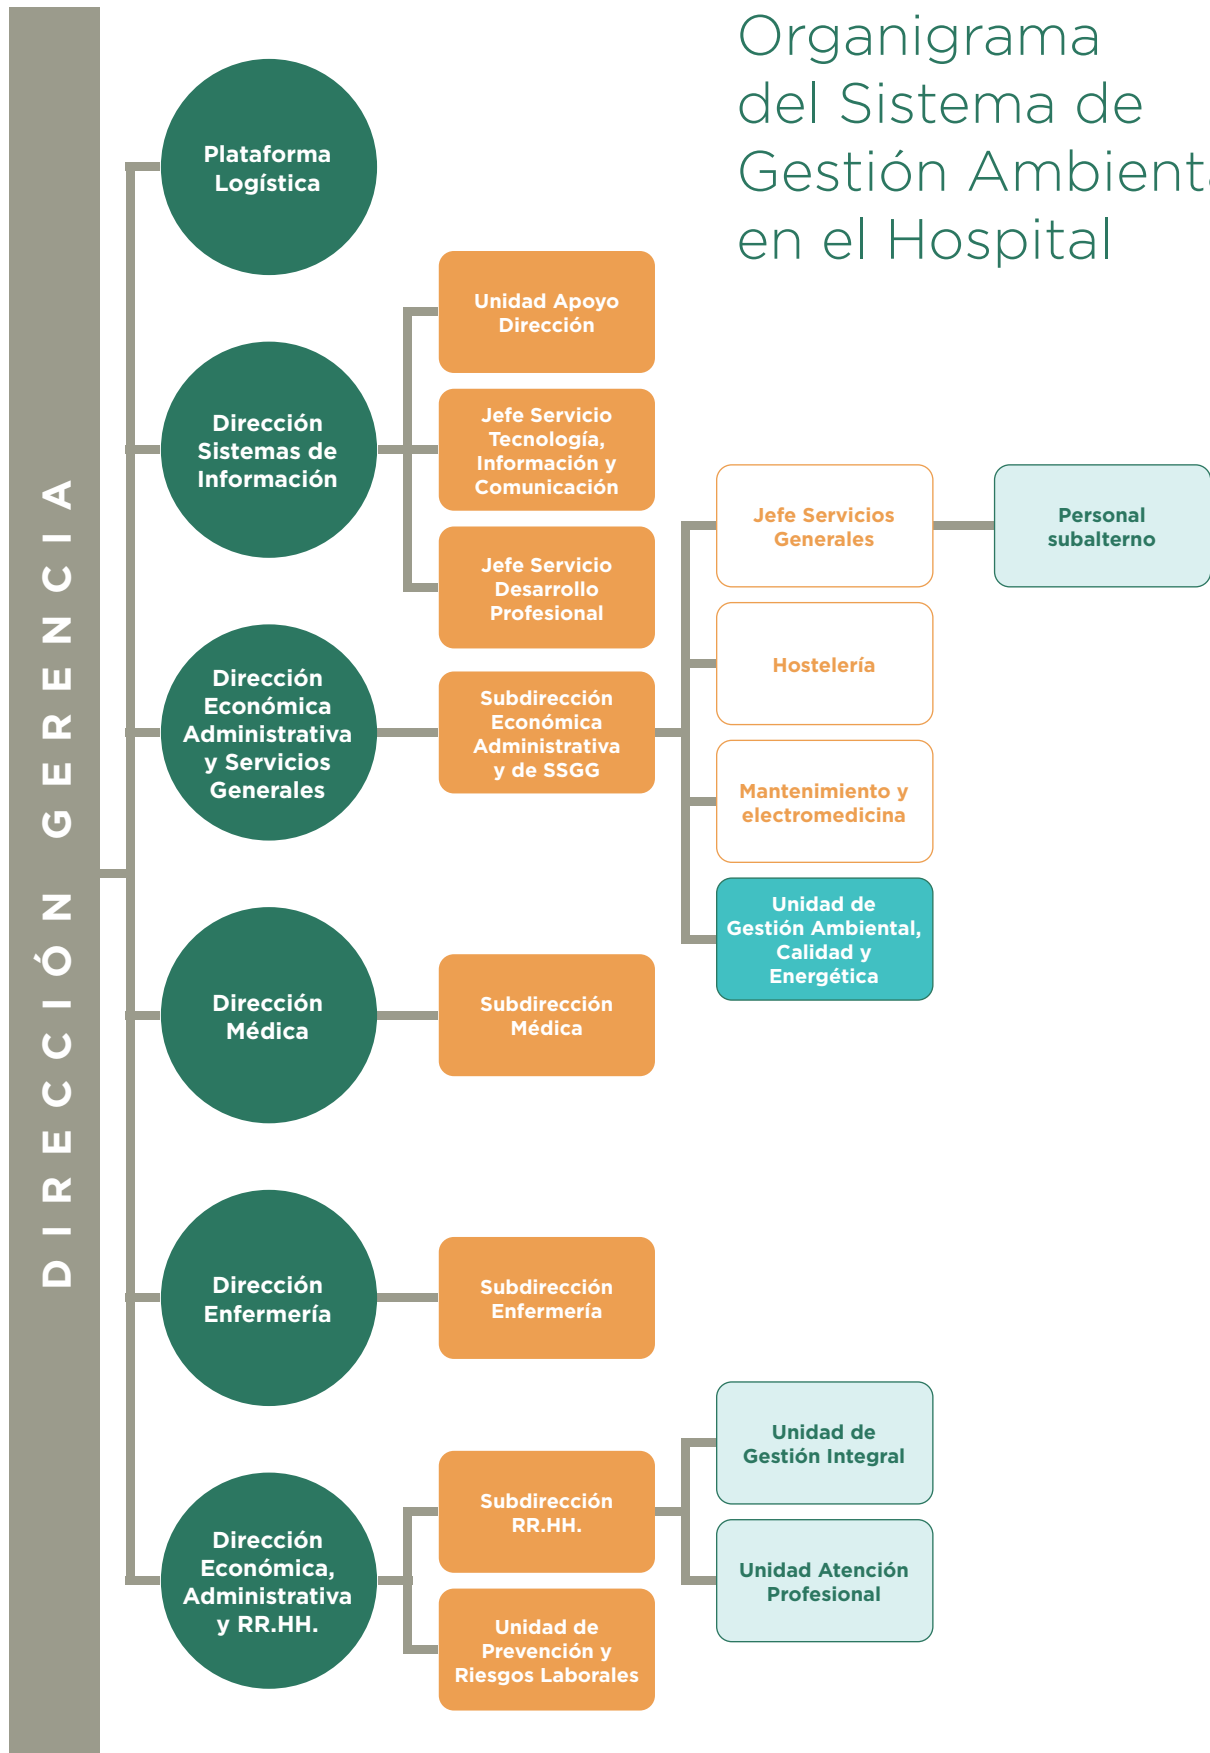 Organigrama
del Sistema de
Gestión Ambient
en el Hospital
DIRECCIÓN GERENCIA
Plataforma
Logística
Dirección
Sistemas de
Información
Unidad Apoyo
Dirección
Jefe Servicio
Tecnología,
Información y
Comunicación
Jefe Servicio
Desarrollo
Profesional
Dirección
Económica
Administrativa
y Servicios
Generales
Subdirección
Económica
Administrativa
y de SSGG
Jefe Servicios
Generales
Personal
subalterno
Hostelería
Mantenimiento y
electromedicina
Unidad de
Gestión Ambiental,
Calidad y
Energética
Dirección
Médica
Subdirección
Médica
Dirección
Enfermería
Subdirección
Enfermería
Dirección
Económica,
Administrativa
y RR.HH.
Subdirección
RR.HH.
Unidad de
Gestión Integral
Unidad Atención
Profesional
Unidad de
Prevención y
Riesgos Laborales